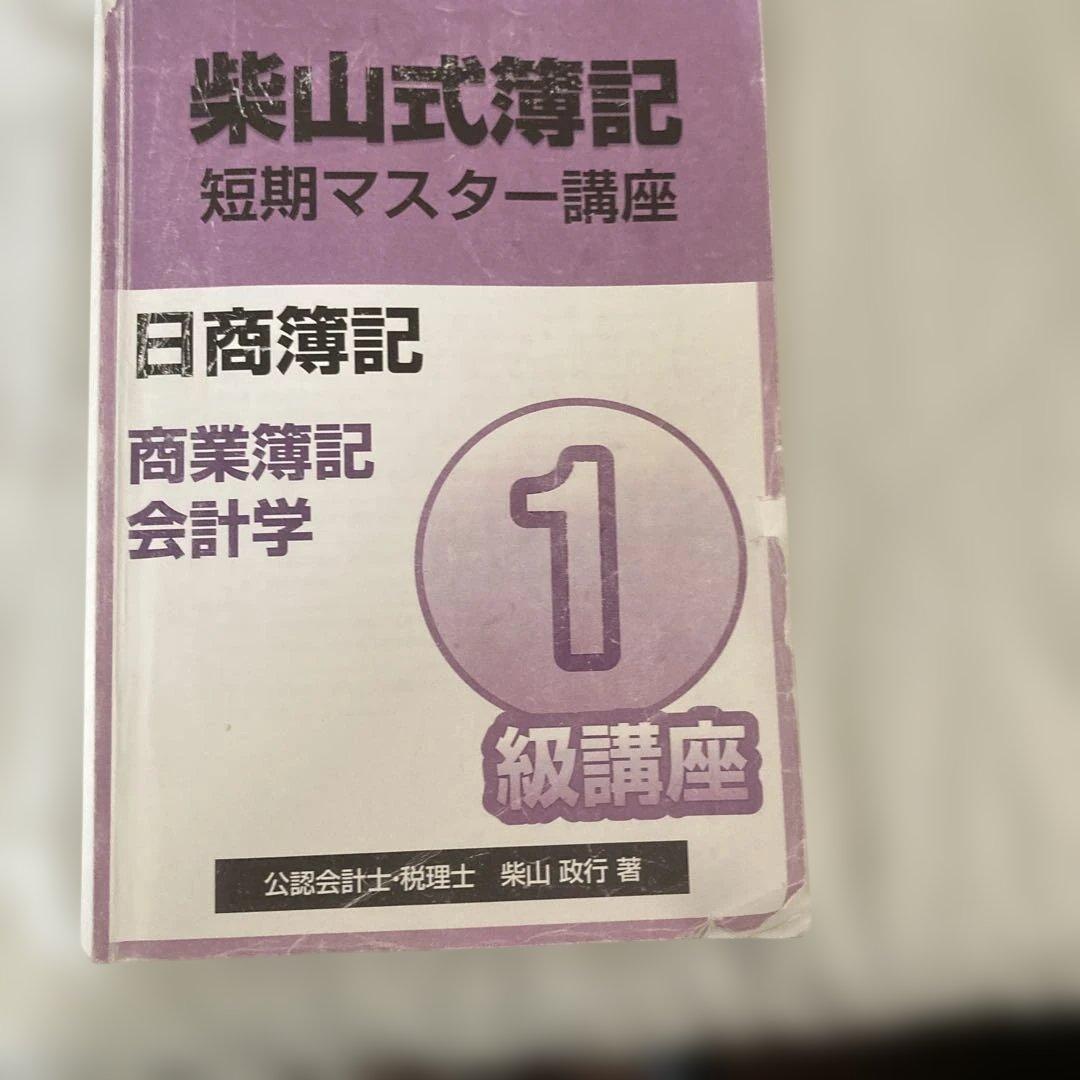 柴山式簿記
短期マスター講座
日商簿記
商業簿記
会計学
1
級講座
公認会計士・税理士 柴山 政行 著